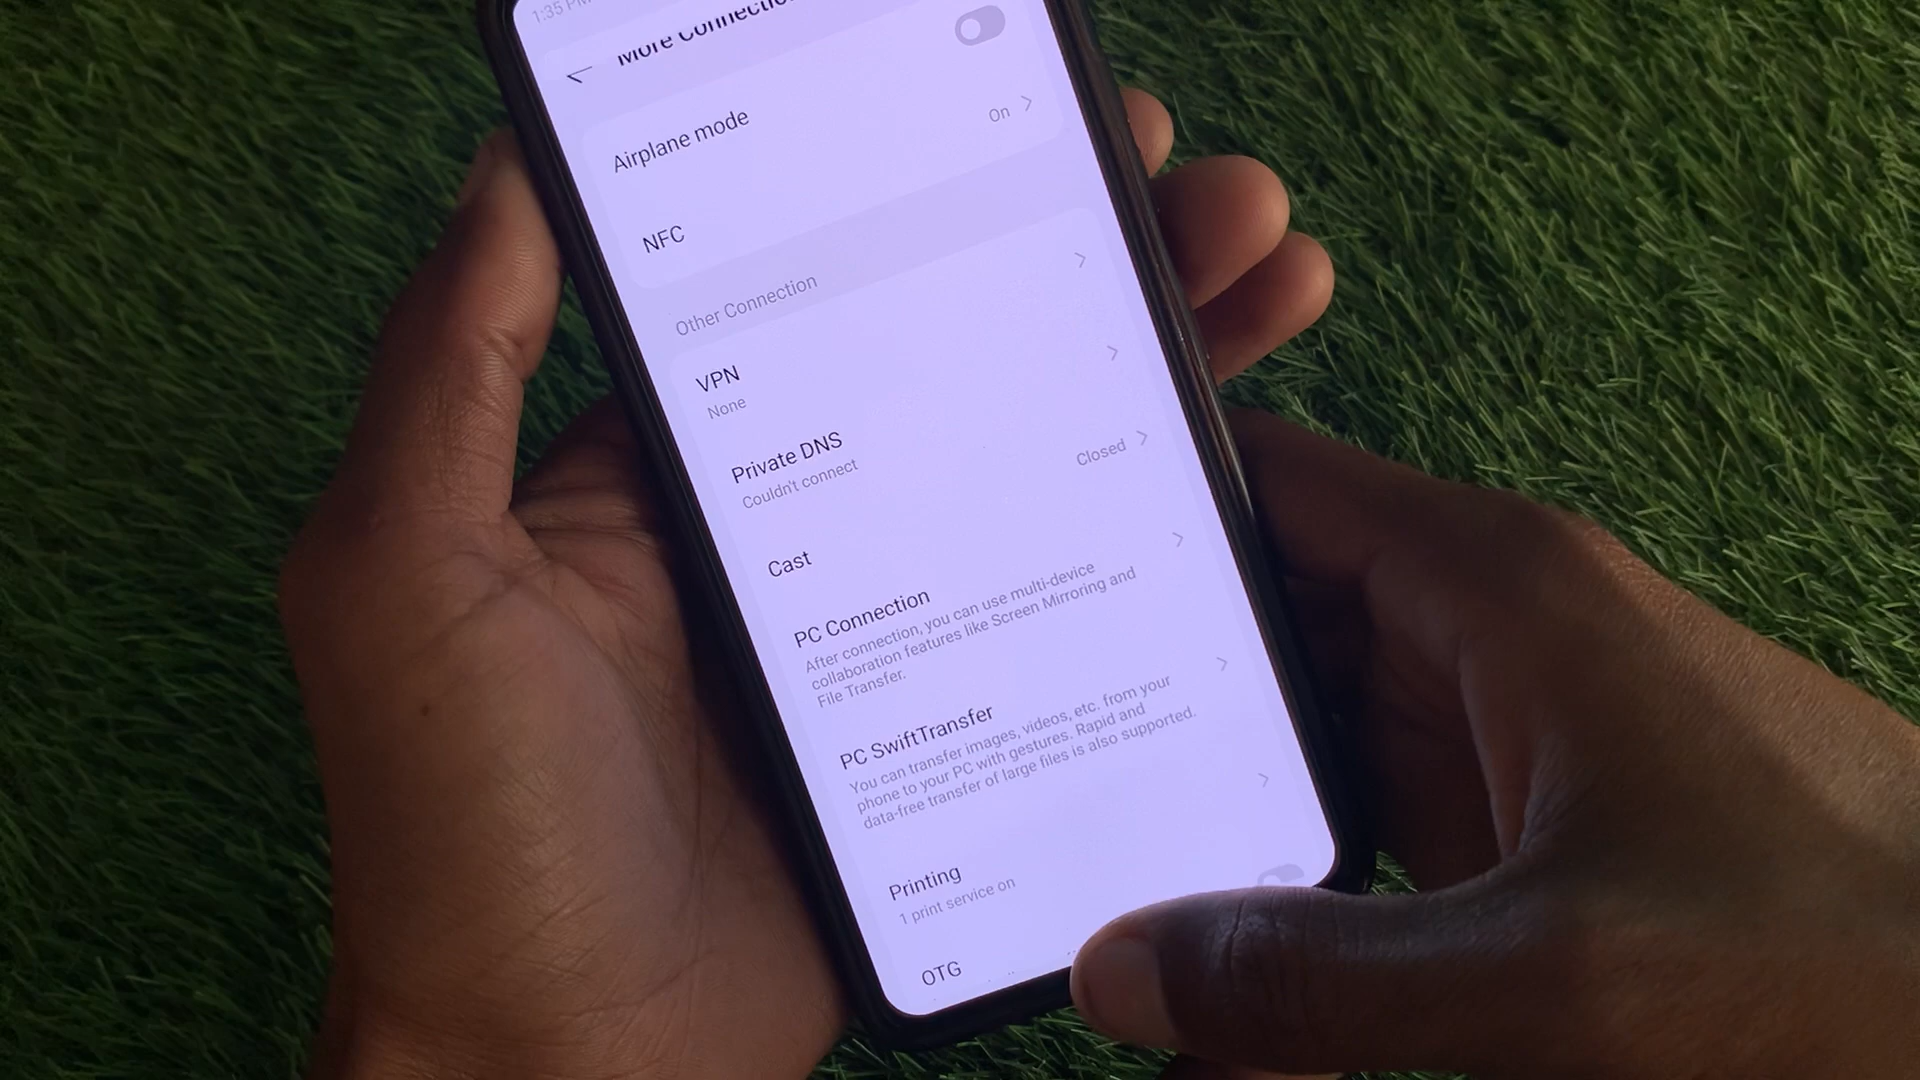 1:35 PM
More Connection
Airplane mode
NFC
On
Other Connection
VPN
None
Private DNS
Couldn't connect
Cast
Closed
PC Connection
After connection, you can use multi-device
collaboration features like Screen Mirroring and
File Transfer.
PC SwiftTransfer
You can transfer images, videos, etc. from your
phone to your PC with gestures. Rapid and
data-free transfer of large files is also supported.
Printing
1 print service on
OTG